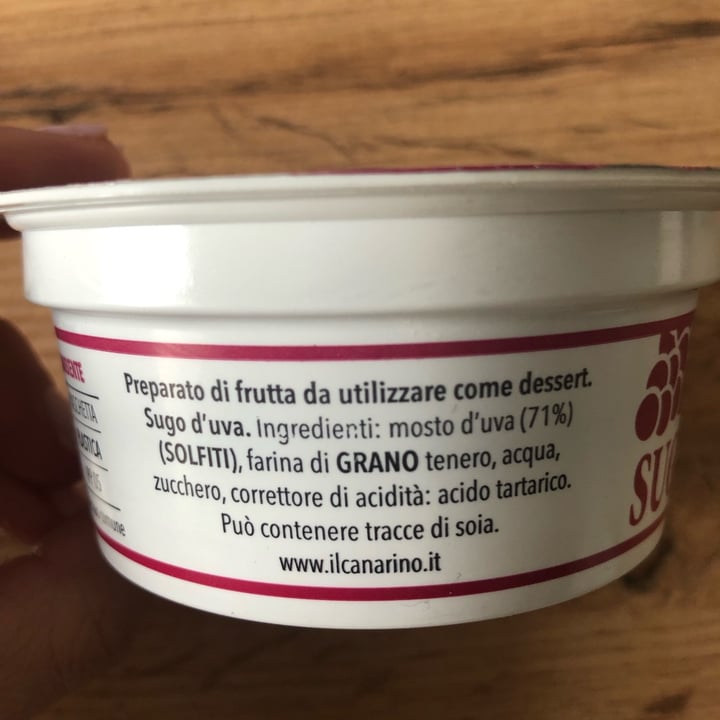 Preparato di frutta da utilizzare come dessert.
Sugo d'uva. Ingredienti: mosto d'uva (71%)
(SOLFITI), farina di GRANO tenero, acqua,
zucchero, correttore di acidità: acido tartarico.
Può contenere tracce di soia.
www.ilcanarino.it